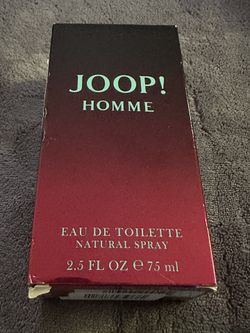 JOOP!
HOMME
EAU DE TOILETTE
NATURAL SPRAY
2.5 FL OZ ℮ 75 ml